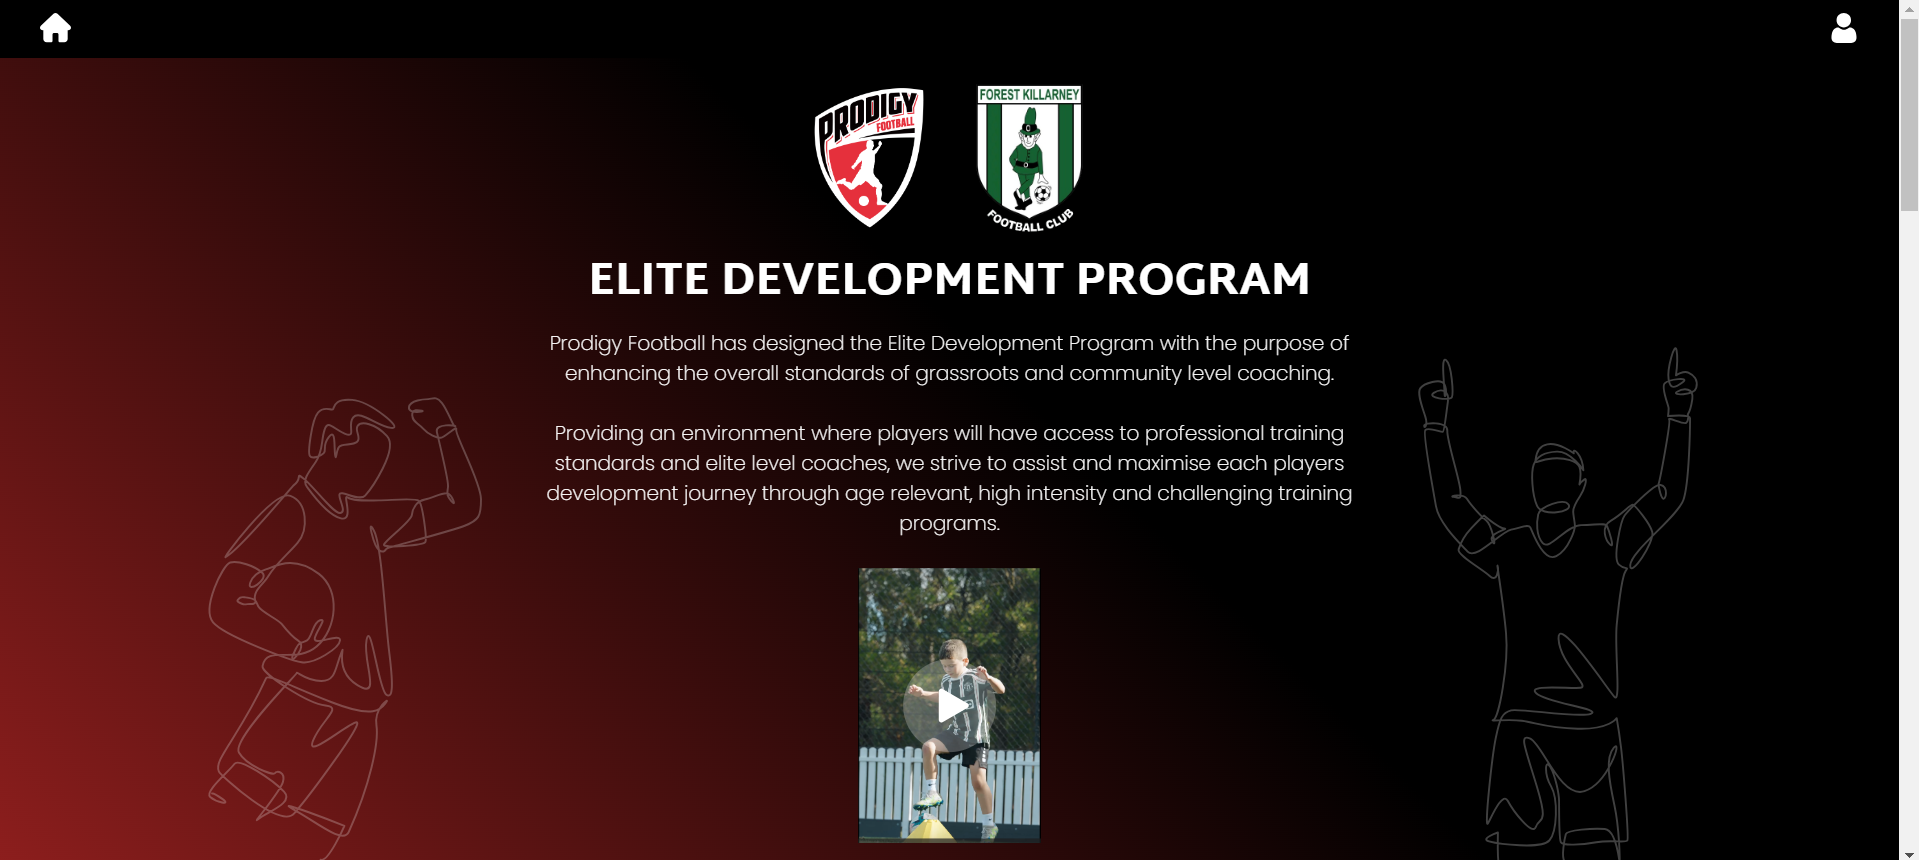 PRODIGY
FOOTBALL
FOREST KILLARNEY
FOOTBALL CLUB
ELITE DEVELOPMENT PROGRAM
Prodigy Football has designed the Elite Development Program with the purpose of
enhancing the overall standards of grassroots and community level coaching.
Providing an environment where players will have access to professional training
standards and elite level coaches, we strive to assist and maximise each players
development journey through age relevant, high intensity and challenging training
programs.